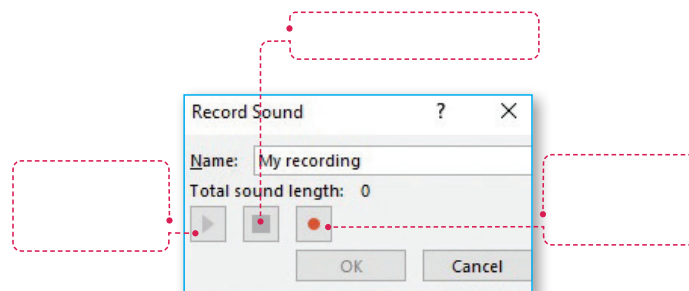 Record Sound ? X
Name: My recording
Total sound length: 0
OK Cancel